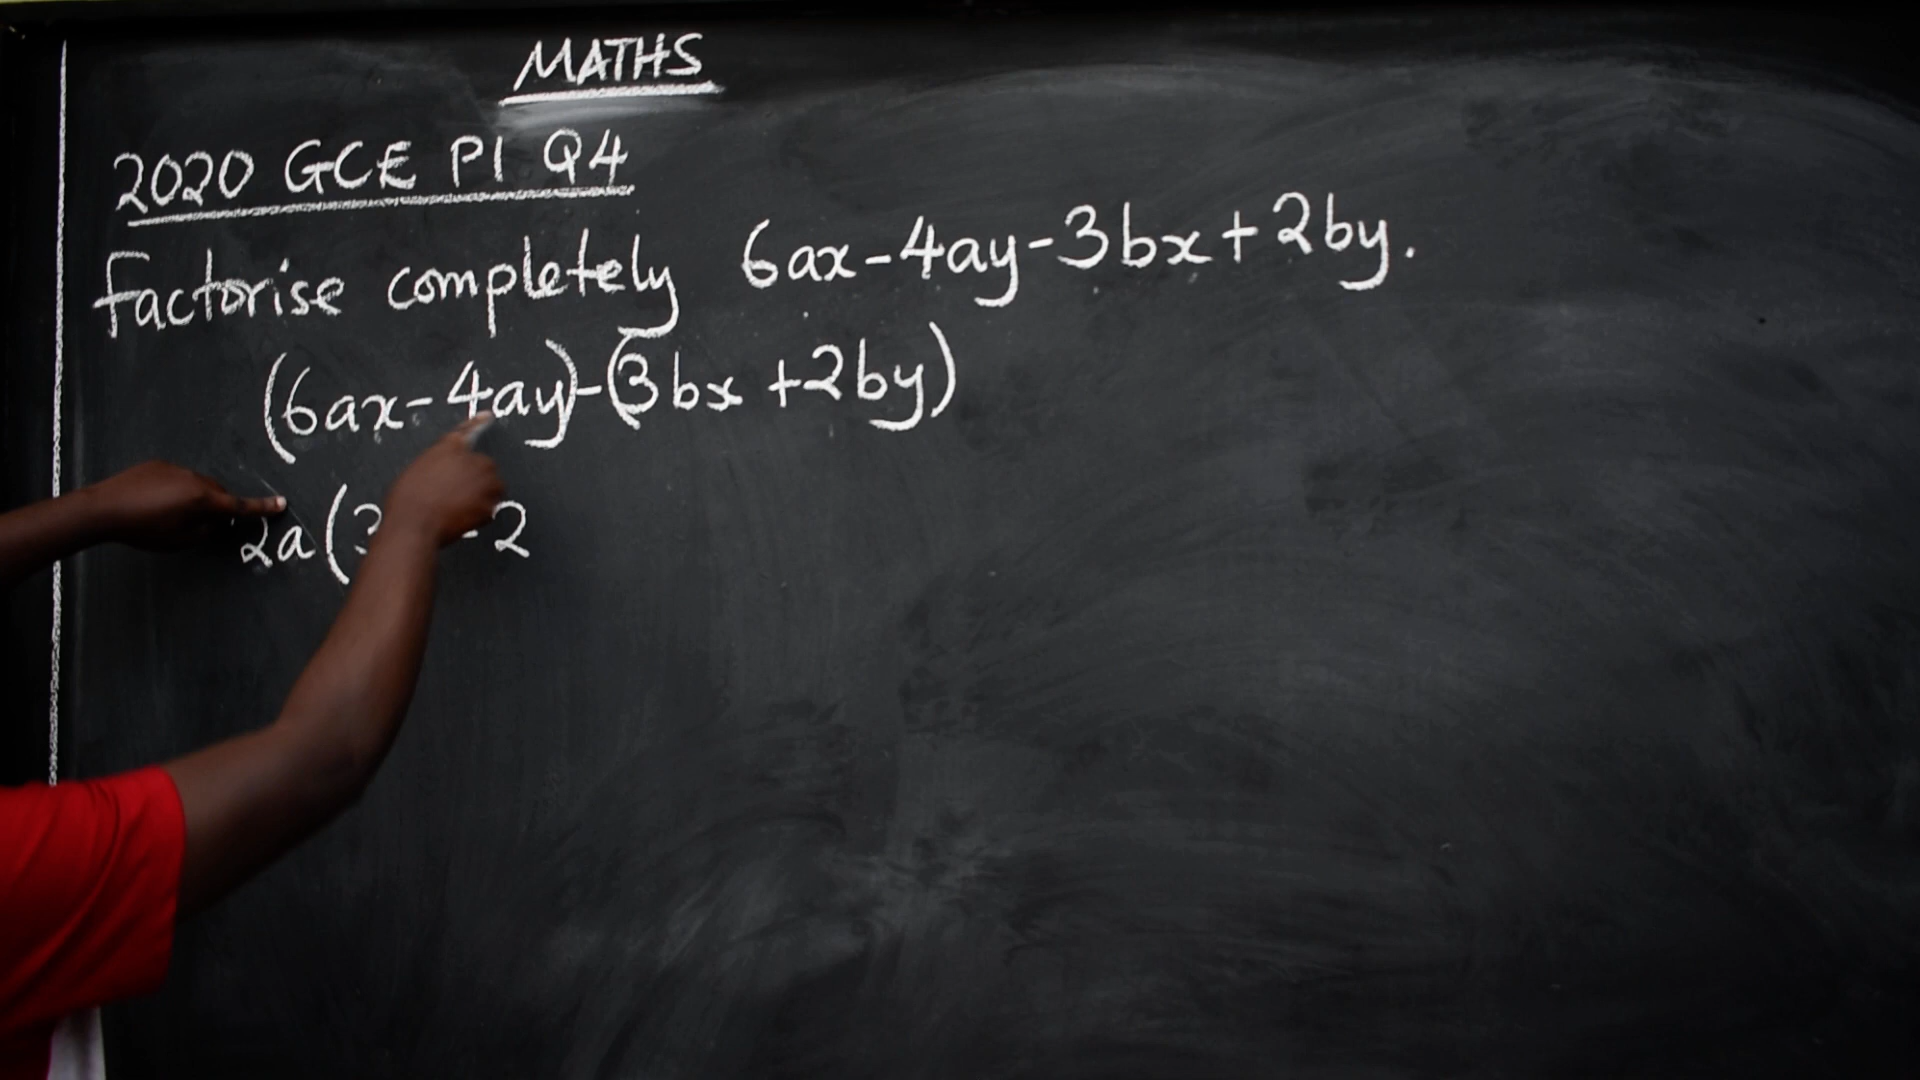 MATHS
2020 GCE P1 Q4
Factorise completely 6ax-4ay-3bx+2by.
(6ax-4ay)-(3bx+2by)
2a(3 -2